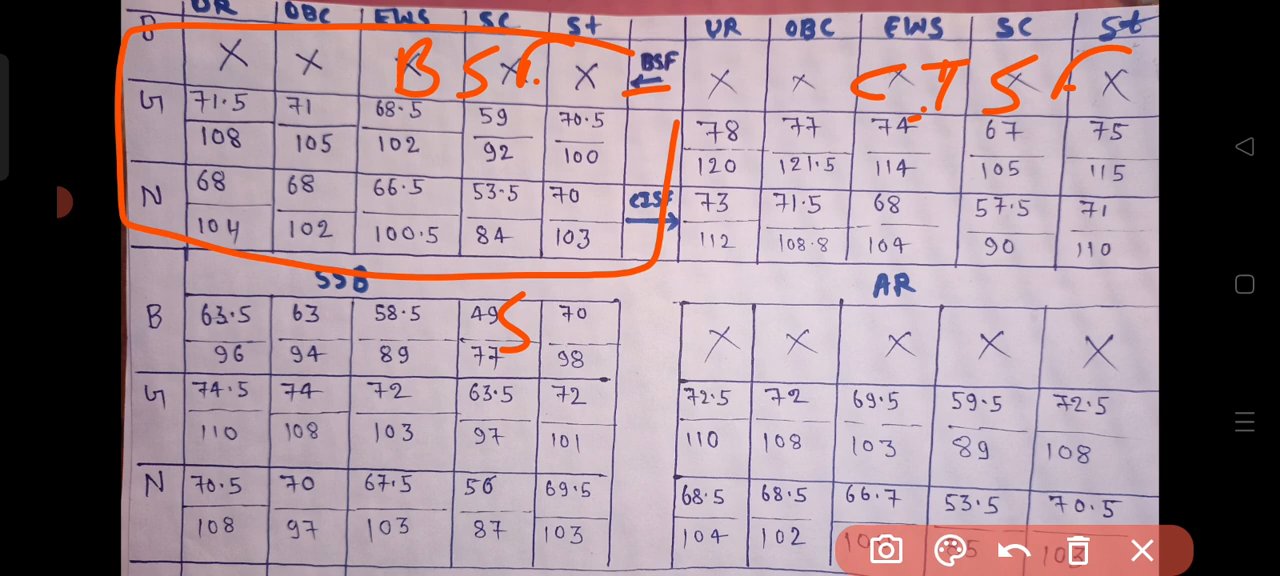 UR OBC EWS SC St UR OBC EWS SC St
B X X X X X BSF X X X X X
BSF C.I S F
G 71.5 71 68.5 59 70.5 78 77 74 67 75
108 105 102 92 100 120 121.5 114 105 115
N 68 68 66.5 53.5 70 CISF 73 71.5 68 57.5 71
104 102 100.5 84 103 112 108.8 104 90 110
SSB AR
B 63.5 63 58.5 49 70 X X X X X
S
96 94 89 77 98
G 74.5 74 72 63.5 72 72.5 72 69.5 59.5 72.5
110 108 103 97 101 110 108 103 89 108
N 70.5 70 67.5 56 69.5 68.5 68.5 66.7 53.5 70.5
108 97 103 87 103 104 102 85 103